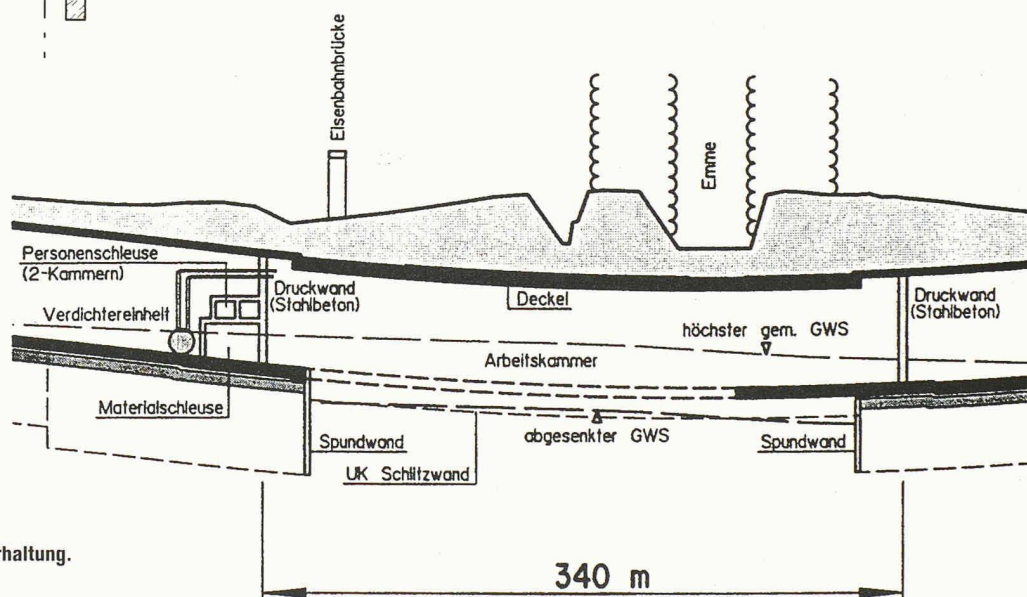 Eisenbahnbrücke
Emme
Personenschleuse
(2-Kammern)
Druckwand
(Stahlbeton)
Deckel
Druckwand
(Stahlbeton)
Verdichtereinheit
höchster gem. GWS
Arbeitskammer
Materialschleuse
abgesenkter GWS
Spundwand
Spundwand
UK Schlitzwand
rhaltung.
340 m